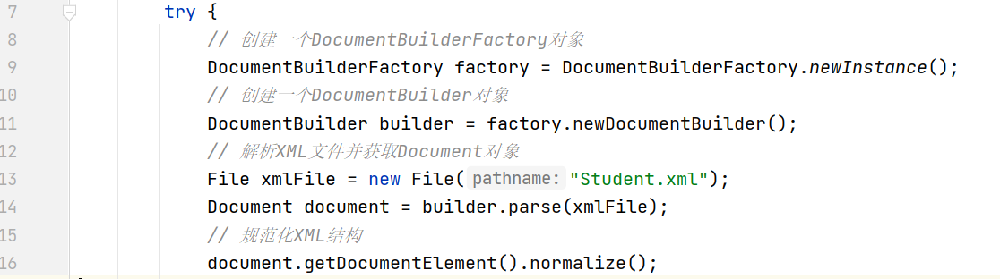 7 try {
8 // 创建一个DocumentBuilderFactory对象
9 DocumentBuilderFactory factory = DocumentBuilderFactory.newInstance();
10 // 创建一个DocumentBuilder对象
11 DocumentBuilder builder = factory.newDocumentBuilder();
12 // 解析XML文件并获取Document对象
13 File xmlFile = new File( pathname: "Student.xml");
14 Document document = builder.parse(xmlFile);
15 // 规范化XML结构
16 document.getDocumentElement().normalize();